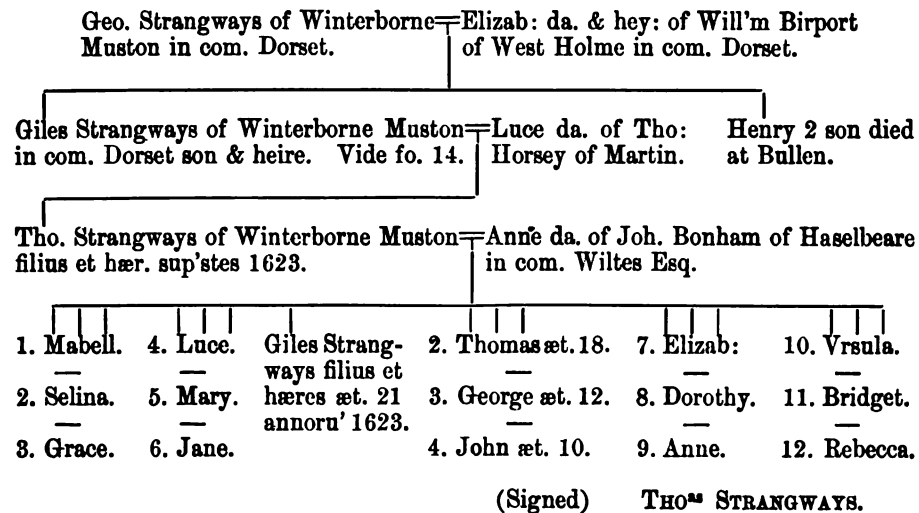 Geo. Strangways of Winterborne
Muston in com. Dorset.
Elizab: da. & hey: of Will'm Birport
of West Holme in com. Dorset.
Giles Strangways of Winterborne Muston
in com. Dorset son & heire. Vide fo. 14.
Luce da. of Tho:
Horsey of Martin.
Henry 2 son died
at Bullen.
Tho. Strangways of Winterborne Muston
filius et hær. sup'stes 1623.
Anne da. of Joh. Bonham of Haselbeare
in com. Wiltes Esq.
1. Mabell.
2. Selina.
3. Grace.
4. Luce.
5. Mary.
6. Jane.
Giles Strang-
ways filius et
hæres æt. 21
annoru' 1623.
2. Thomas æt. 18.
3. George æt. 12.
4. John æt. 10.
7. Elizab:
8. Dorothy.
9. Anne.
10. Vrsula.
11. Bridget.
12. Rebecca.
(Signed) Thoas Strangways.